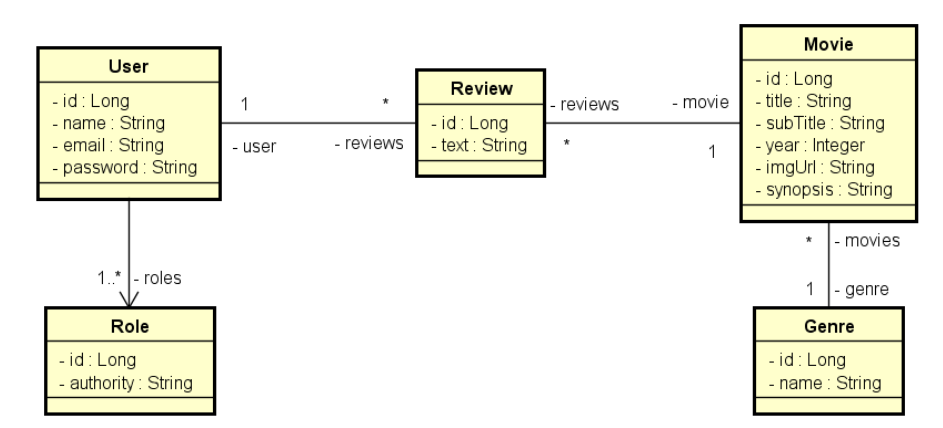 User
- id : Long
- name : String
- email : String
- password : String
1
- user
*
- reviews
Review
- id : Long
- text : String
- reviews
*
- movie
1
Movie
- id : Long
- title : String
- subTitle : String
- year : Integer
- imgUrl : String
- synopsis : String
1..* - roles
Role
- id : Long
- authority : String
* - movies
1 - genre
Genre
- id : Long
- name : String